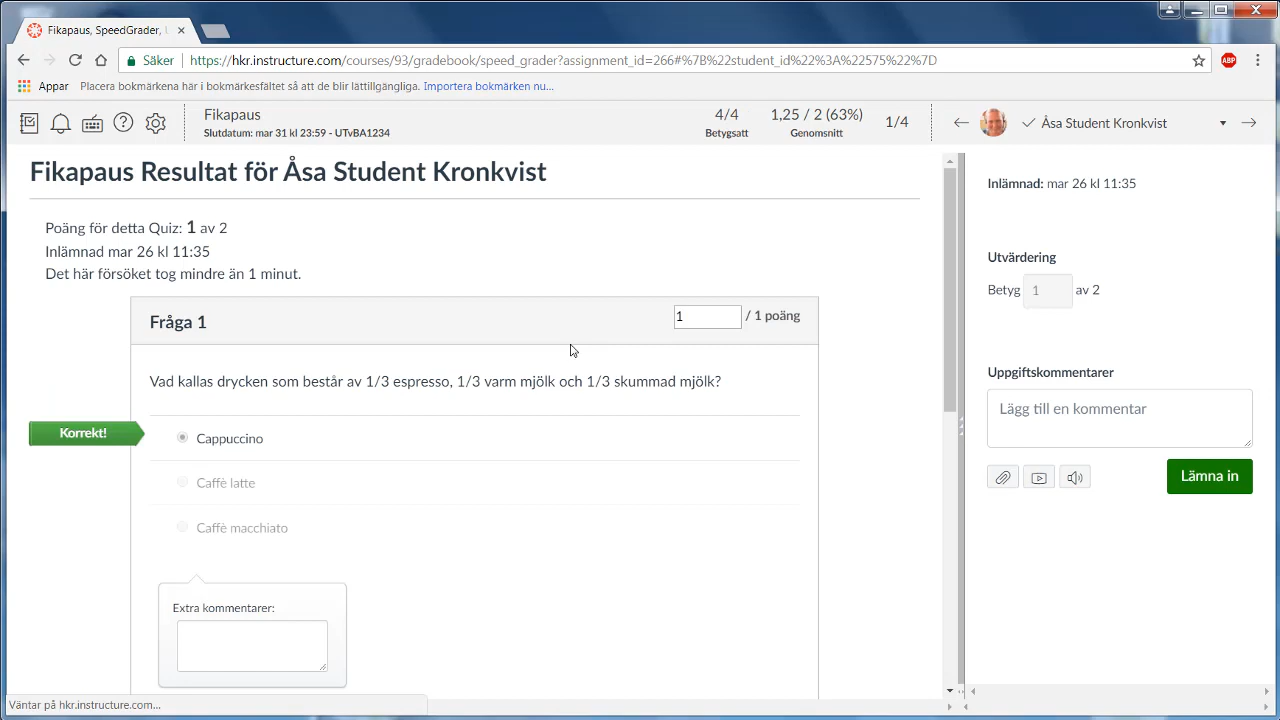 Fikapaus, SpeedGrader, U
Säker
https://hkr.instructure.com/courses/93/gradebook/speed_grader?assignment_id=266#%7B%22student_id%22%3A%22575%22%7D
ABP
Appar
Placera bokmärkena här i bokmärkesfältet så att de blir lättillgängliga. Importera bokmärken nu...
Fikapaus
Slutdatum: mar 31 kl 23:59 - UTvBA1234
4/4
Betygsatt
1,25 / 2 (63%)
Genomsnitt
1/4
Åsa Student Kronkvist
Fikapaus Resultat för Åsa Student Kronkvist
Poäng för detta Quiz: 1 av 2
Inlämnad mar 26 kl 11:35
Det här försöket tog mindre än 1 minut.
Fråga 1
1 / 1 poäng
Vad kallas drycken som består av 1/3 espresso, 1/3 varm mjölk och 1/3 skummad mjölk?
Korrekt!
Cappuccino
Caffè latte
Caffè macchiato
Extra kommentarer:
Inlämnad: mar 26 kl 11:35
Utvärdering
Betyg 1 av 2
Uppgiftskommentarer
Lägg till en kommentar
Lämna in
Väntar på hkr.instructure.com...